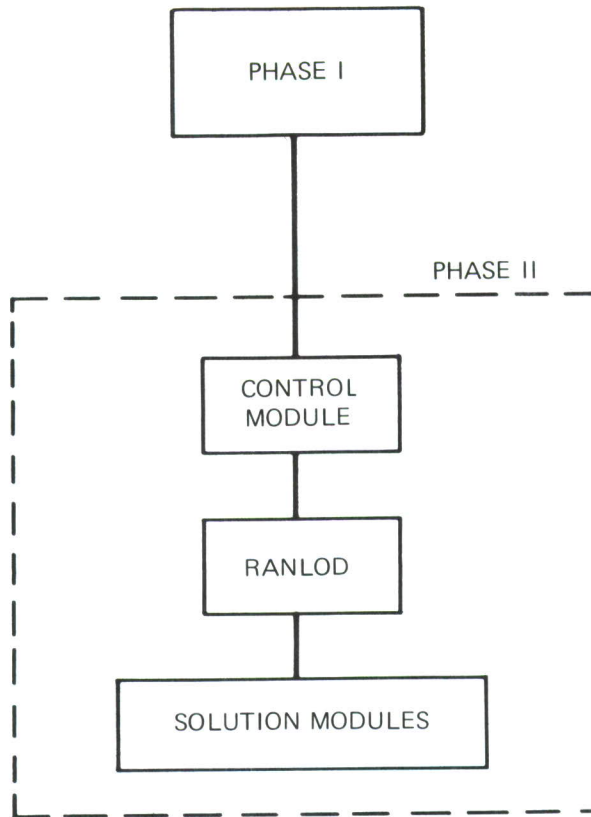 PHASE I
PHASE II
CONTROL
MODULE
RANLOD
SOLUTION MODULES